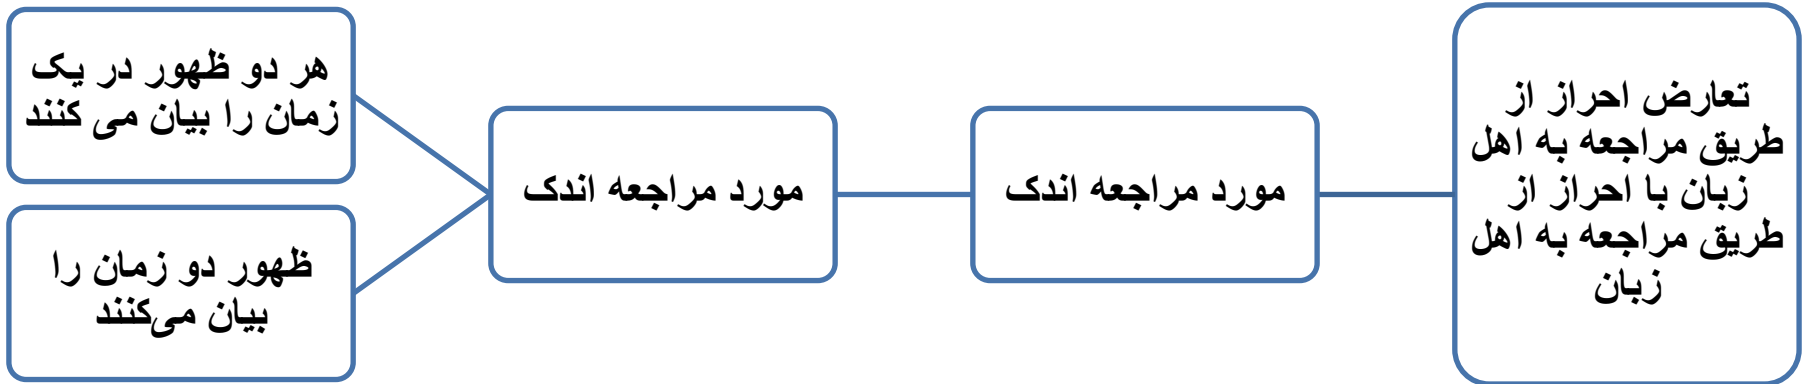 تعارض احراز از
طریق مراجعه به اهل
زبان با احراز از
طریق مراجعه به اهل
زبان
مورد مراجعه اندک
مورد مراجعه اندک
هر دو ظهور در یک
زمان را بیان می کنند
ظهور دو زمان را
بیان می‌کنند